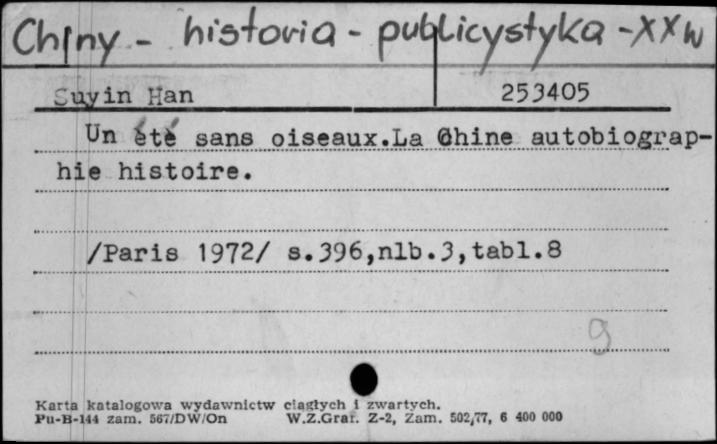 Chiny - historia - publicystyka - XX w
Suyin Han 253405
Un été sans oiseaux.La Chine autobiograp-
hie histoire.
/Paris 1972/ s.396,nlb.3,tabl.8
9
Karta katalogowa wydawnictw ciągłych i zwartych.
Pu-B-144 zam. 567/DW/On W.Z.Graf. Z-2, Zam. 502/77, 6 400 000